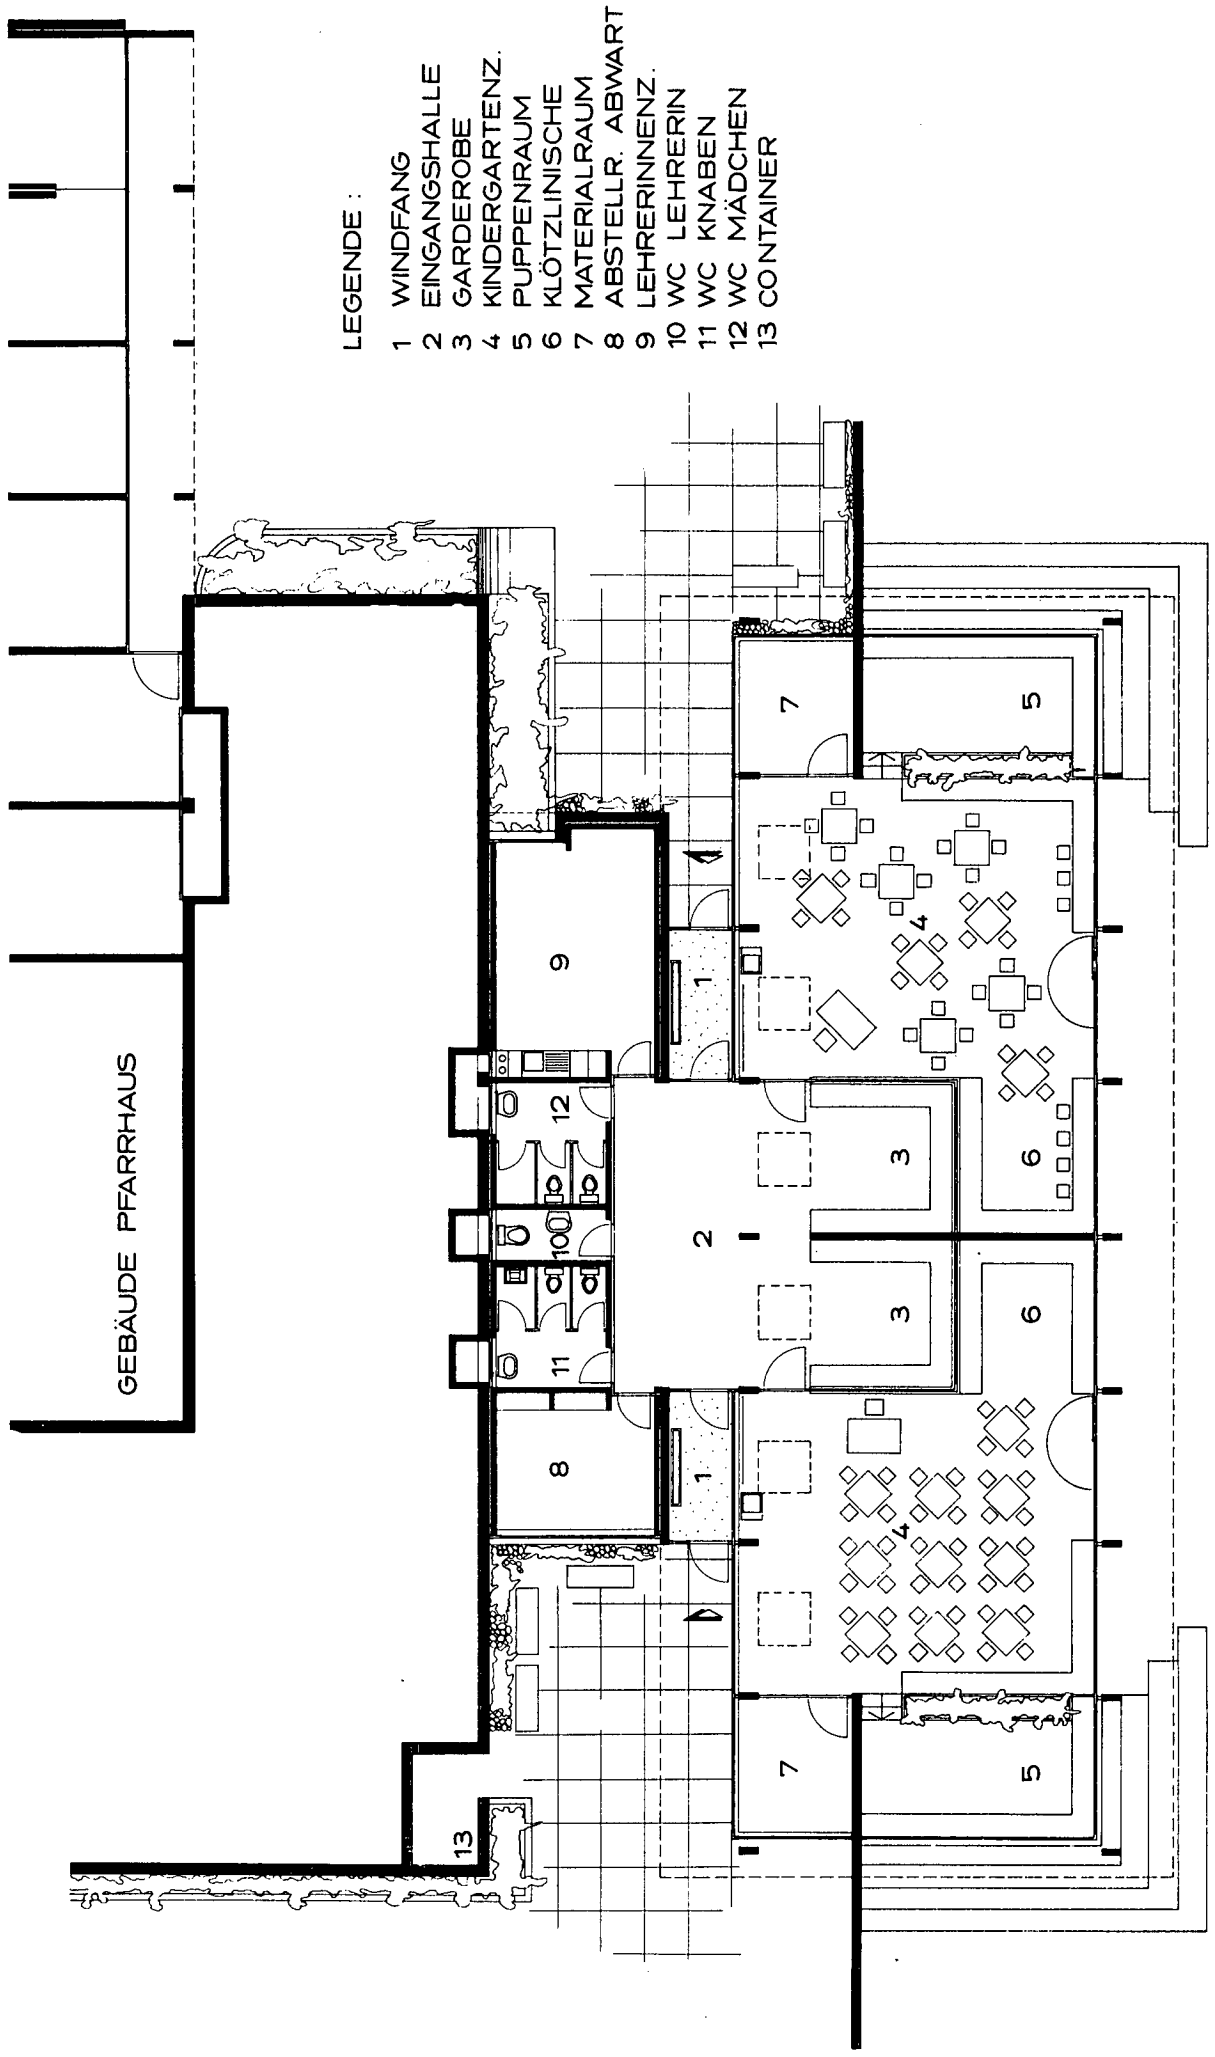 LEGENDE :
1 WINDFANG
2 EINGANGSHALLE
3 GARDEROBE
4 KINDERGARTENZ.
5 PUPPENRAUM
6 KLÖTZLINISCHE
7 MATERIALRAUM
8 ABSTELLR. ABWART
9 LEHRERINNENZ.
10 WC LEHRERIN
11 WC KNABEN
12 WC MÄDCHEN
13 CONTAINER
GEBÄUDE PFARRHAUS
13
8
11
10
12
9
1
2
1
7
3
3
7
4
4
5
6
6
5